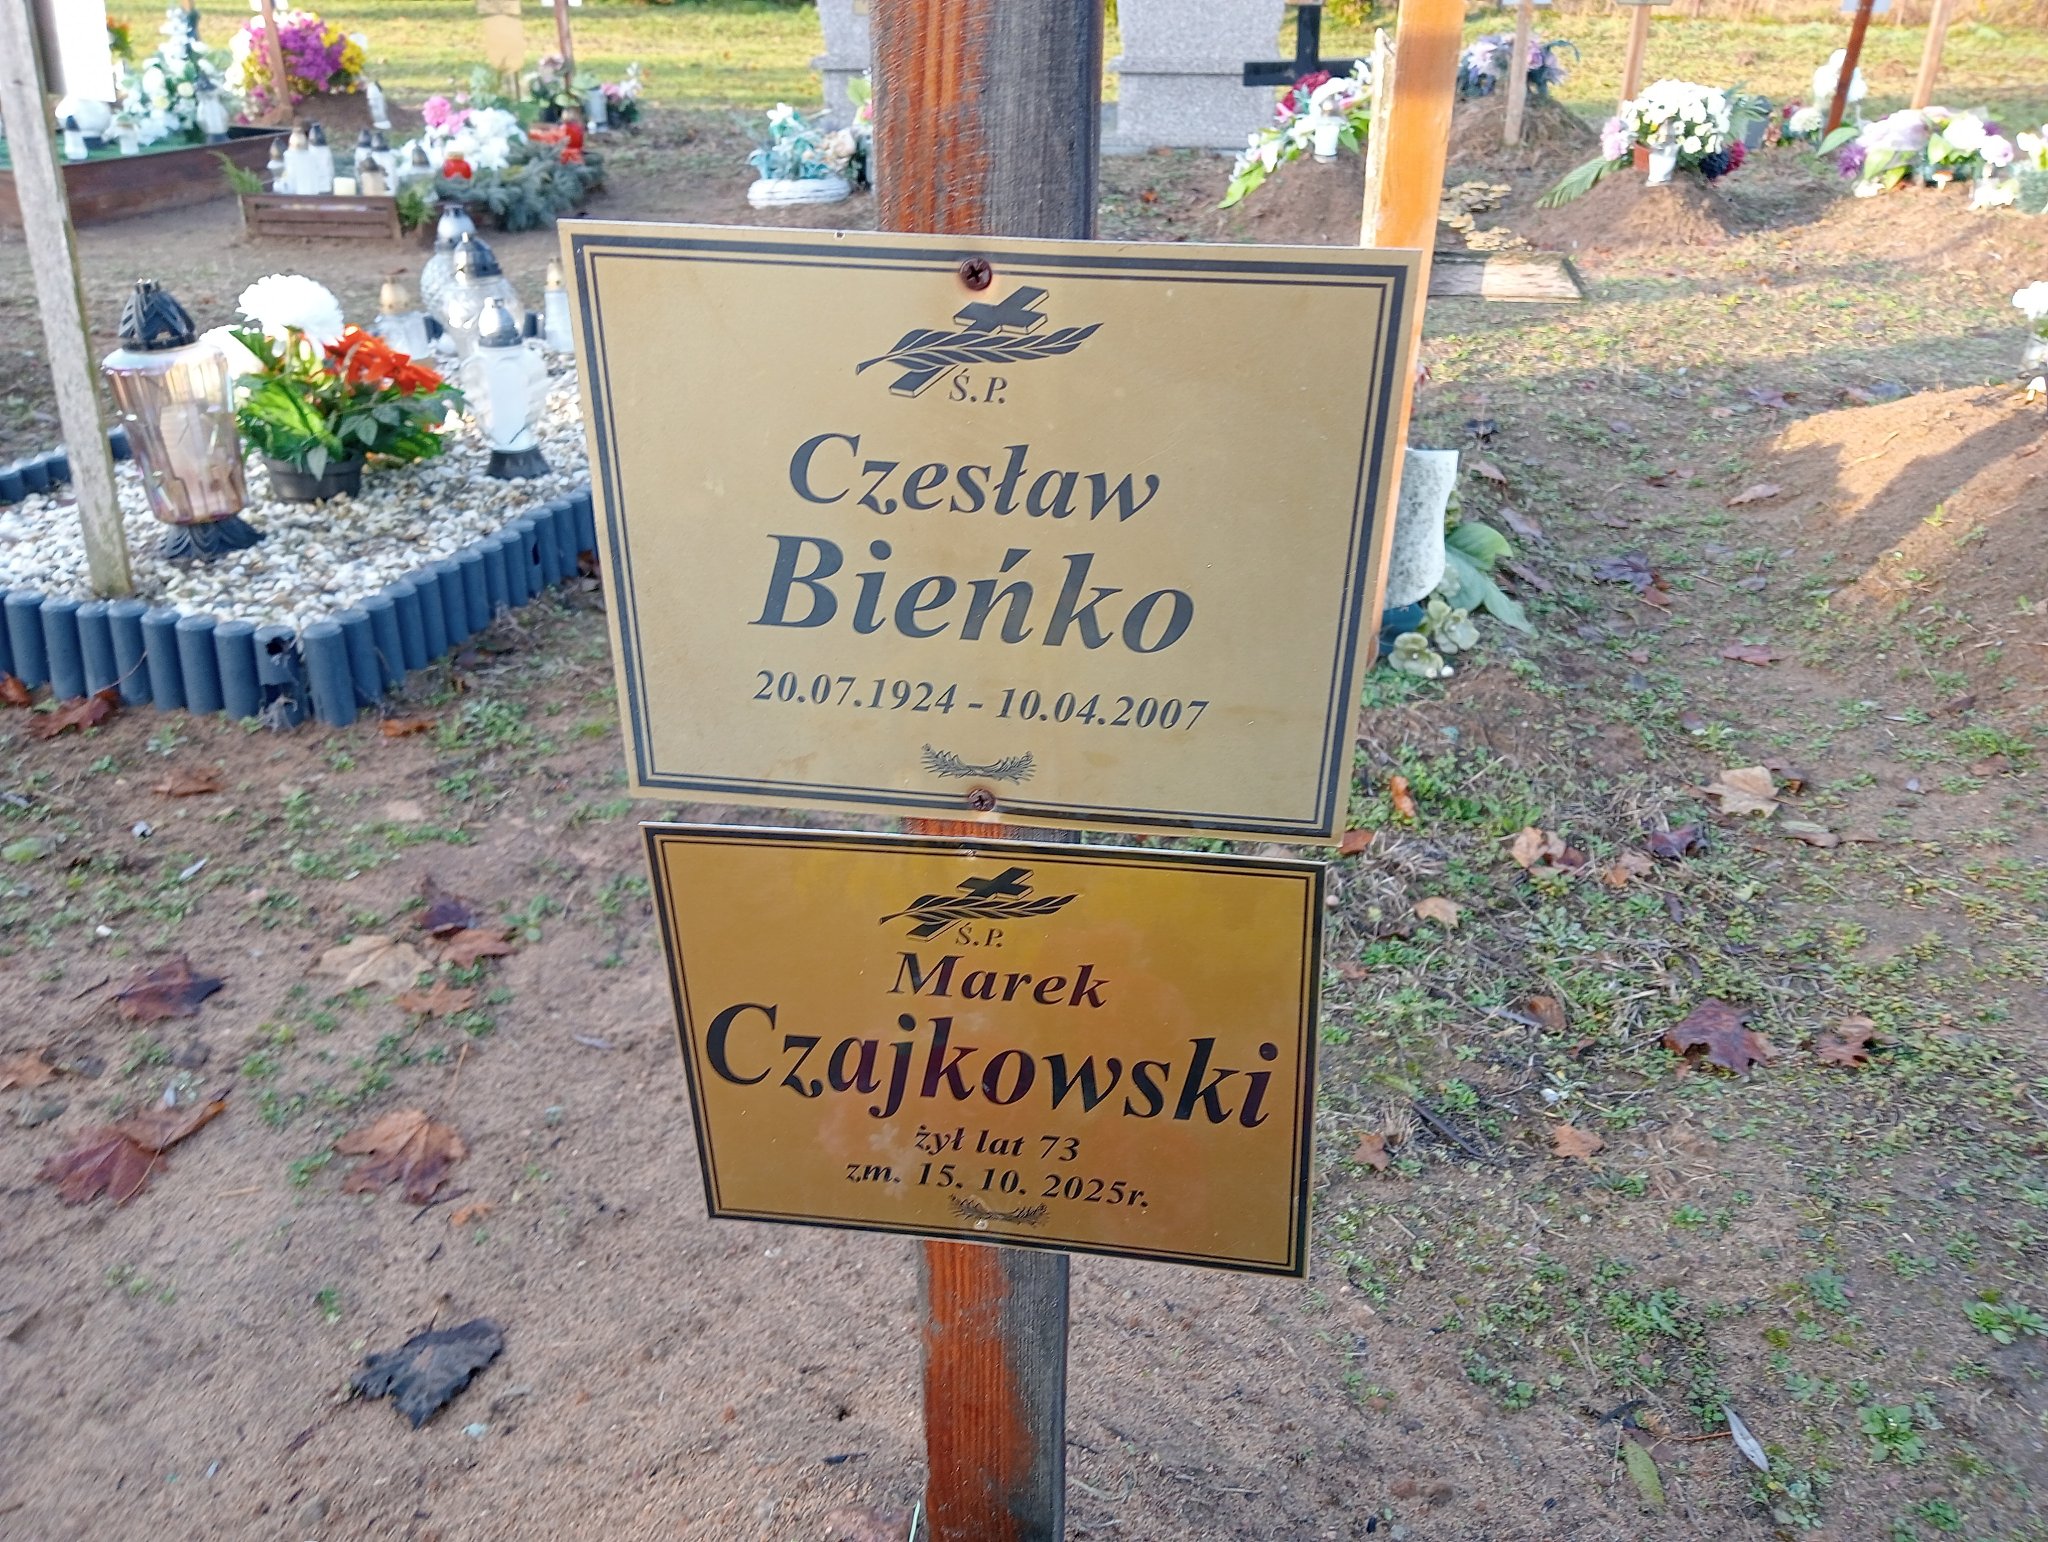 Ś.P.
Czesław
Bieńko
20.07.1924 - 10.04.2007
Ś.P.
Marek
Czajkowski
żył lat 73
zm. 15. 10. 2025r.